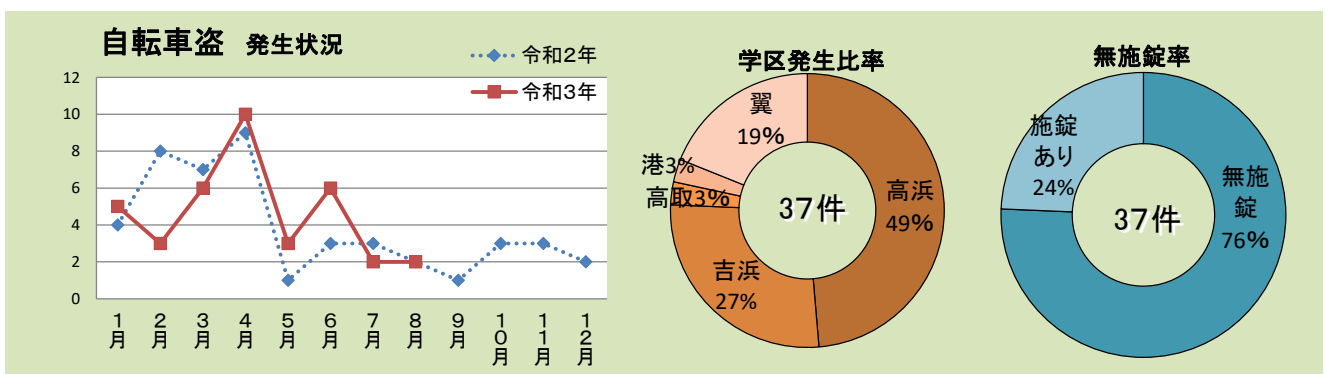 自転車盗 発生状況
令和2年
令和3年
12
10
8
6
4
2
0
1月
2月
3月
4月
5月
6月
7月
8月
9月
10月
11月
12月
学区発生比率
翼
19%
港3%
高取3%
高浜
49%
吉浜
27%
37件
無施錠率
施錠
あり
24%
無施
錠
76%
37件